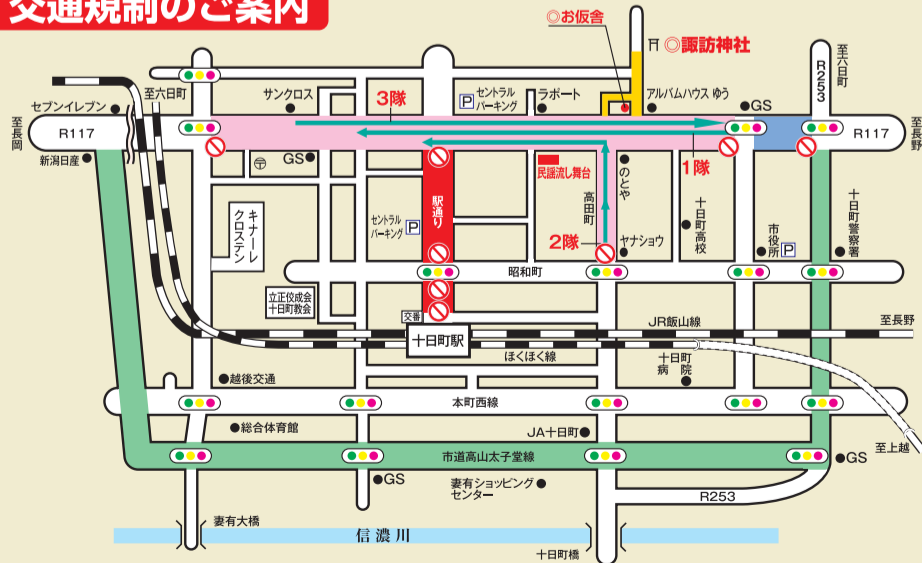 交通規制のご案内
◎お仮舎
◎諏訪神社
至六日町
R253
至六日町
サンクロス
3隊
P
セントラル
パーキング
ラポート
アルバムハウス ゆう
GS
セブンイレブン
至長岡
R117
R117
至長野
新潟日産
GS
1隊
民謡流し舞台
のとや
駅通り
高田町
キナーレ
クロステン
セントラル
パーキング
P
2隊
ヤナショウ
十日町高校
市役所
P
十日町警察署
昭和町
立正佼成会
十日町教会
交番
十日町駅
JR飯山線
至長野
ほくほく線
十日町
病院
越後交通
本町西線
総合体育館
JA十日町
至上越
市道高山太子堂線
GS
GS
妻有ショッピング
センター
R253
妻有大橋
信濃川
十日町橋